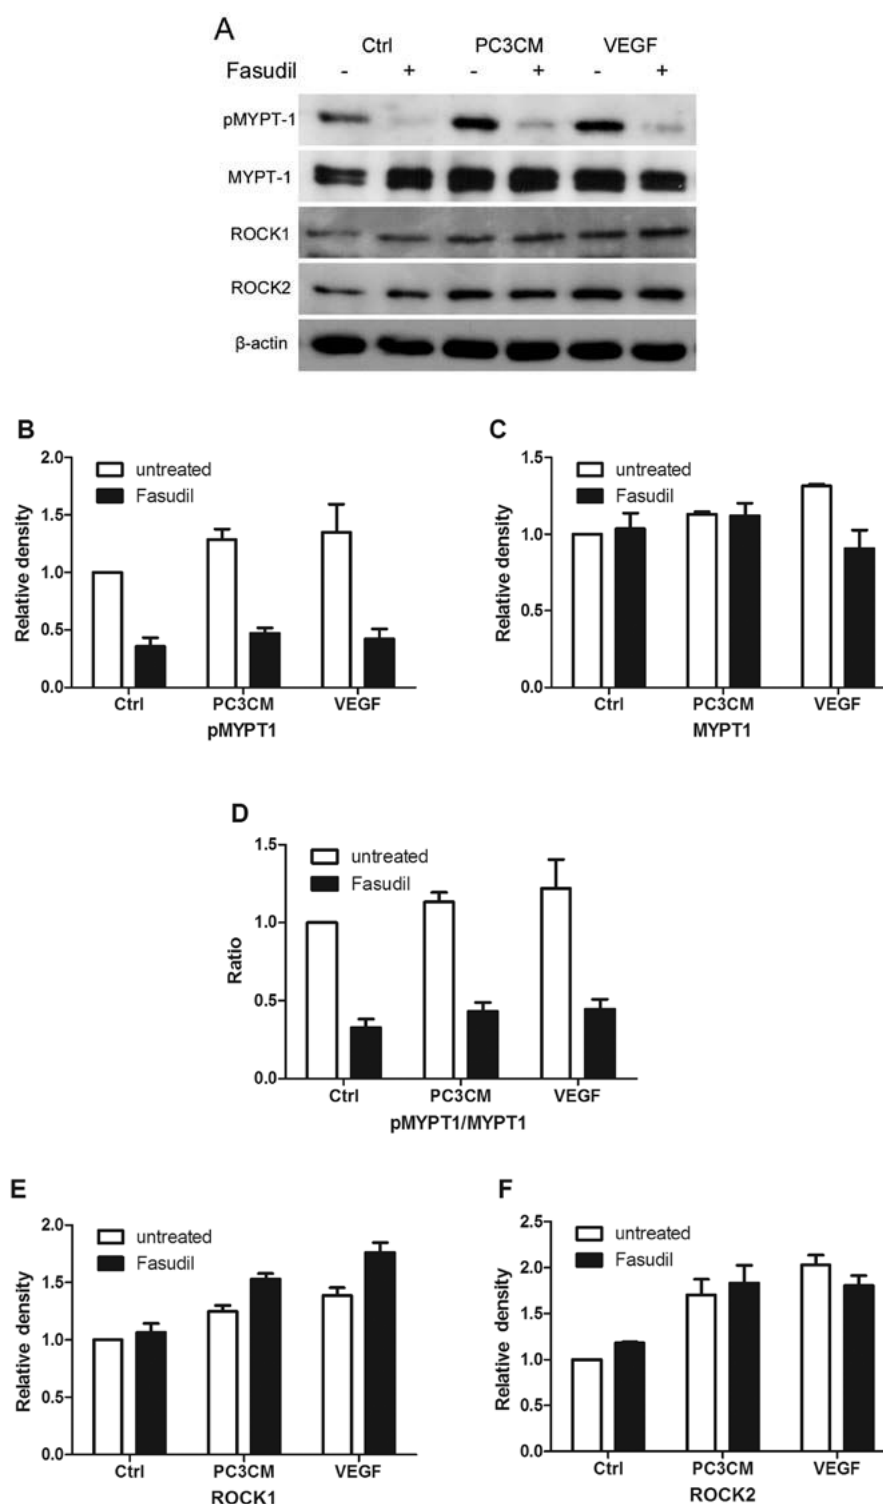 A
Ctrl PC3CM VEGF
Fasudil - + - + - +
pMYPT-1
MYPT-1
ROCK1
ROCK2
β-actin
B
untreated
Fasudil
Relative density
2.0
1.5
1.0
0.5
0.0
Ctrl PC3CM VEGF
pMYPT1
C
untreated
Fasudil
Relative density
1.5
1.0
0.5
0.0
Ctrl PC3CM VEGF
MYPT1
D
untreated
Fasudil
Ratio
1.5
1.0
0.5
0.0
Ctrl PC3CM VEGF
pMYPT1/MYPT1
E
untreated
Fasudil
Relative density
2.0
1.5
1.0
0.5
0.0
Ctrl PC3CM VEGF
ROCK1
F
untreated
Fasudil
Relative density
2.5
2.0
1.5
1.0
0.5
0.0
Ctrl PC3CM VEGF
ROCK2